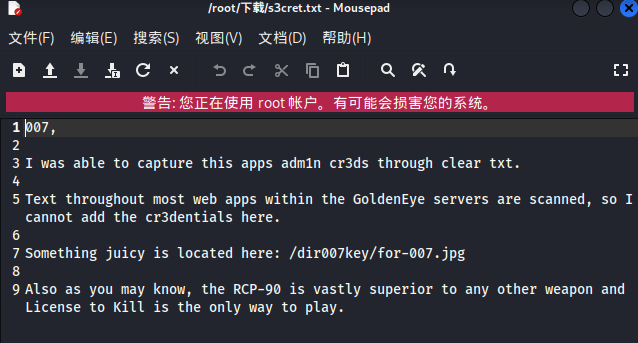 /root/下载/s3cret.txt - Mousepad
文件(F) 编辑(E) 搜索(S) 视图(V) 文档(D) 帮助(H)
警告: 您正在使用 root 帐户。有可能会损害您的系统。
1 007,
2
3 I was able to capture this apps adm1n cr3ds through clear txt.
4
5 Text throughout most web apps within the GoldenEye servers are scanned, so I
cannot add the cr3dentials here.
6
7 Something juicy is located here: /dir007key/for-007.jpg
8
9 Also as you may know, the RCP-90 is vastly superior to any other weapon and
License to Kill is the only way to play.